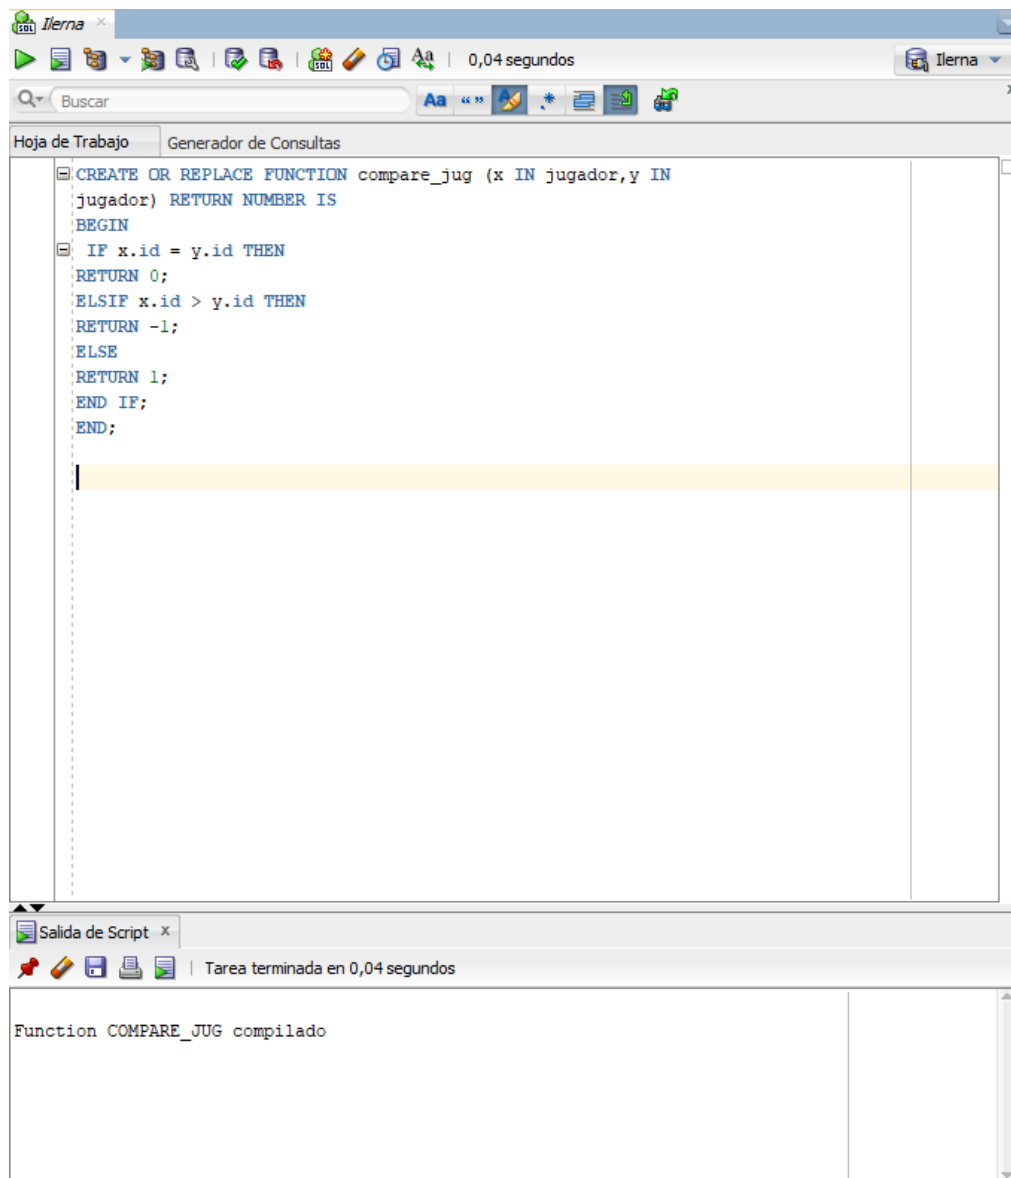 Ilerna
0,04 segundos
Ilerna
Buscar
Aa “ ” .*
Hoja de Trabajo Generador de Consultas
CREATE OR REPLACE FUNCTION compare_jug (x IN jugador,y IN
jugador) RETURN NUMBER IS
BEGIN
IF x.id = y.id THEN
RETURN 0;
ELSIF x.id > y.id THEN
RETURN -1;
ELSE
RETURN 1;
END IF;
END;
Salida de Script
Tarea terminada en 0,04 segundos
Function COMPARE_JUG compilado